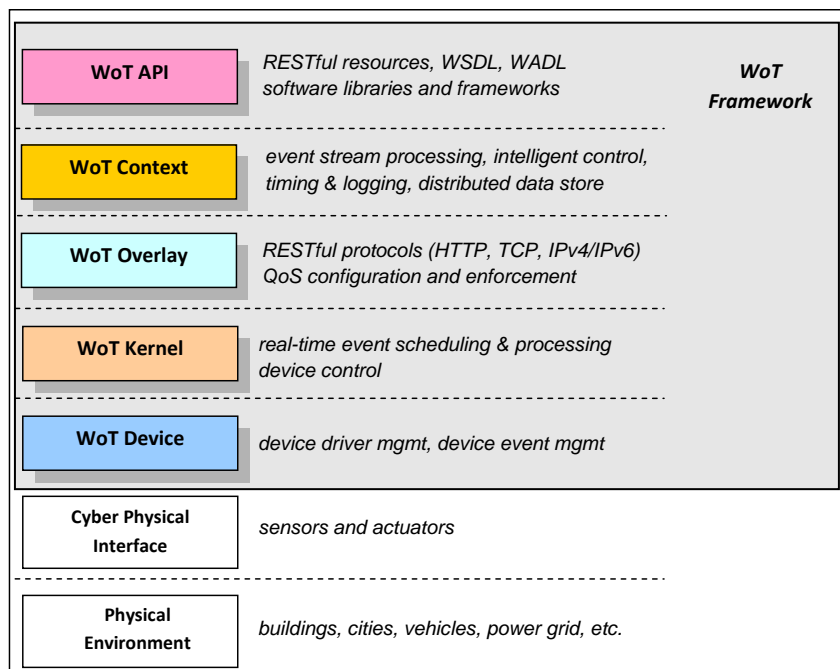 WoT API
RESTful resources, WSDL, WADL
software libraries and frameworks
WoT
Framework
WoT Context
event stream processing, intelligent control,
timing & logging, distributed data store
WoT Overlay
RESTful protocols (HTTP, TCP, IPv4/IPv6)
QoS configuration and enforcement
WoT Kernel
real-time event scheduling & processing
device control
WoT Device
device driver mgmt, device event mgmt
Cyber Physical
Interface
sensors and actuators
Physical
Environment
buildings, cities, vehicles, power grid, etc.